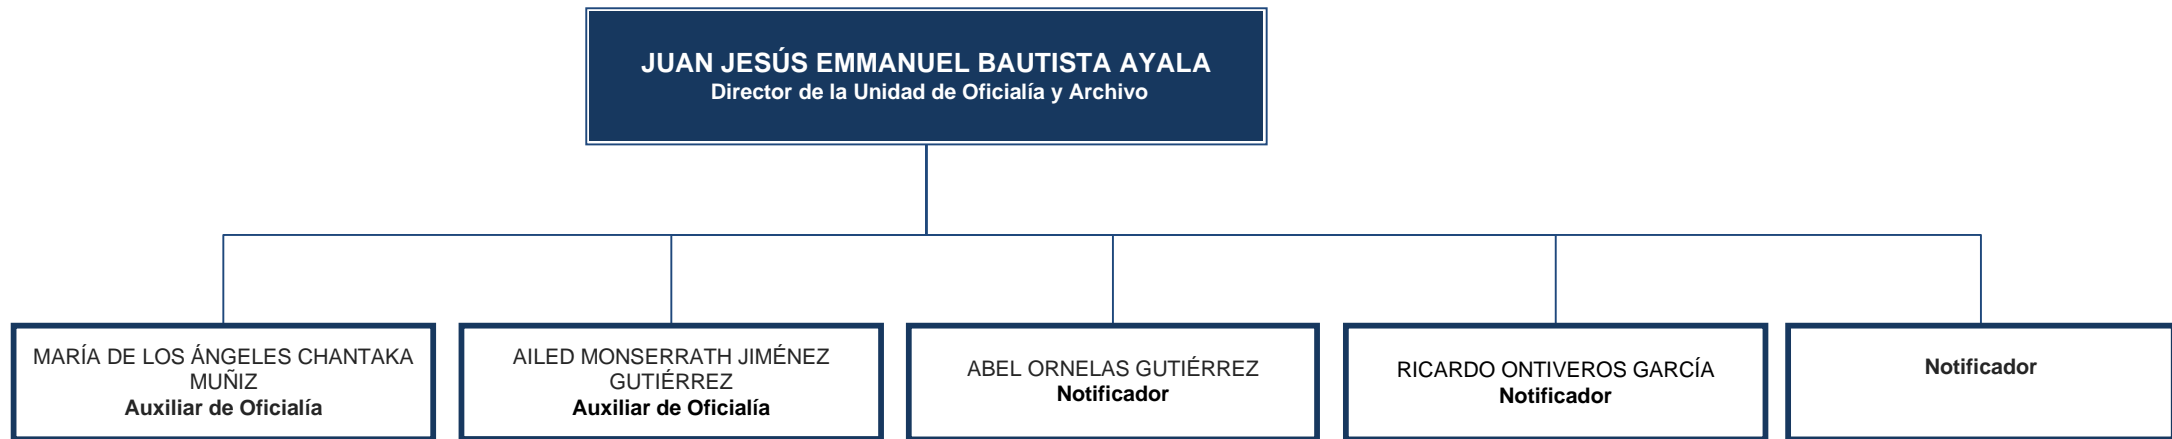 JUAN JESÚS EMMANUEL BAUTISTA AYALA
Director de la Unidad de Oficialía y Archivo
MARÍA DE LOS ÁNGELES CHANTAKA
MUÑIZ
Auxiliar de Oficialía
AILED MONSERRATH JIMÉNEZ
GUTIÉRREZ
Auxiliar de Oficialía
ABEL ORNELAS GUTIÉRREZ
Notificador
RICARDO ONTIVEROS GARCÍA
Notificador
Notificador